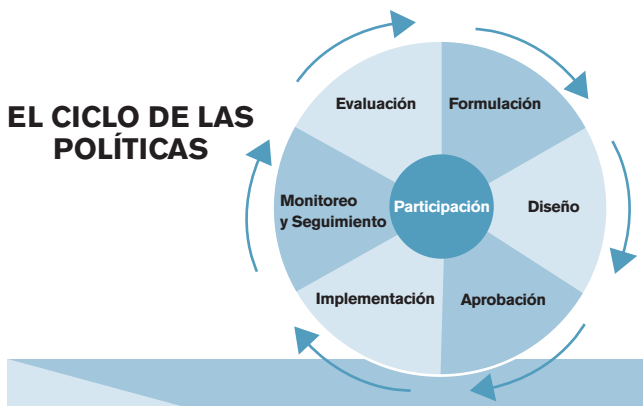 EL CICLO DE LAS
POLÍTICAS
Evaluación
Formulación
Monitoreo
y Seguimiento
Participación
Diseño
Implementación
Aprobación